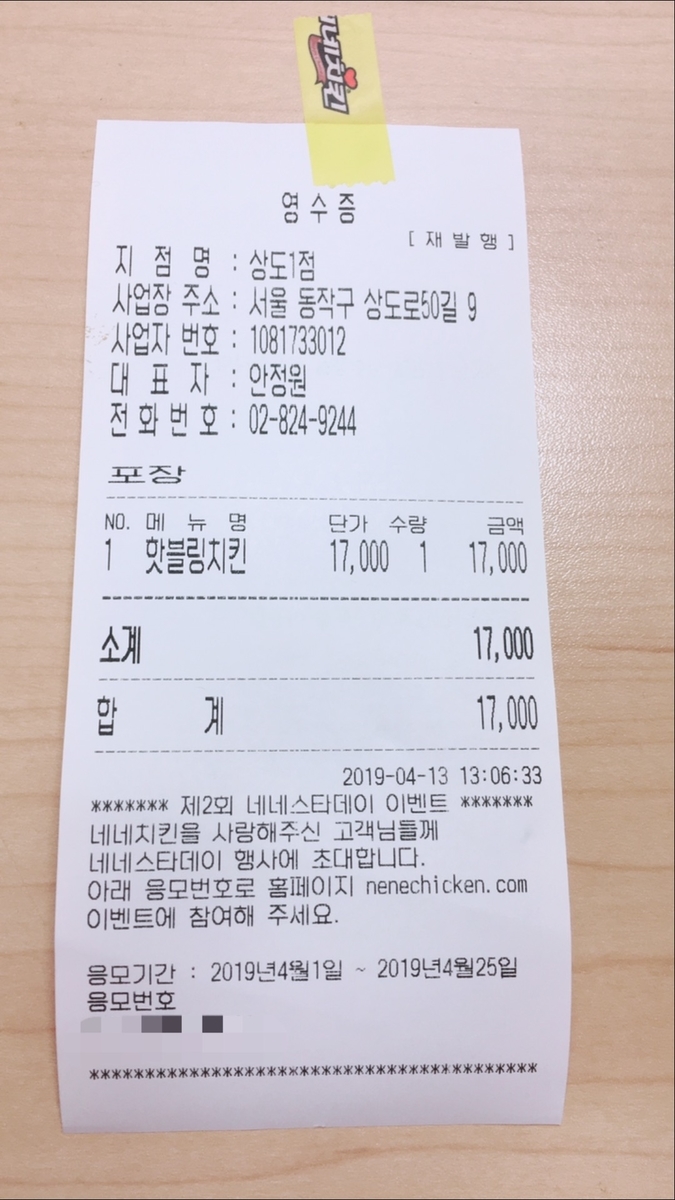 네네치킨
영수증
[재발행]
지 점 명 : 상도1점
사업장 주소 : 서울 동작구 상도로50길 9
사업자 번호 : 1081733012
대 표 자 : 안정원
전 화 번 호 : 02-824-9244
포장
NO. 메 뉴 명 단가 수량 금액
1 핫블링치킨 17,000 1 17,000
소계 17,000
합 계 17,000
2019-04-13 13:06:33
******* 제2회 네네스타데이 이벤트 *******
네네치킨을 사랑해주신 고객님들께
네네스타데이 행사에 초대합니다.
아래 응모번호로 홈페이지 nenechicken.com
이벤트에 참여해 주세요.
응모기간 : 2019년4월1일 ~ 2019년4월25일
응모번호
****************************************